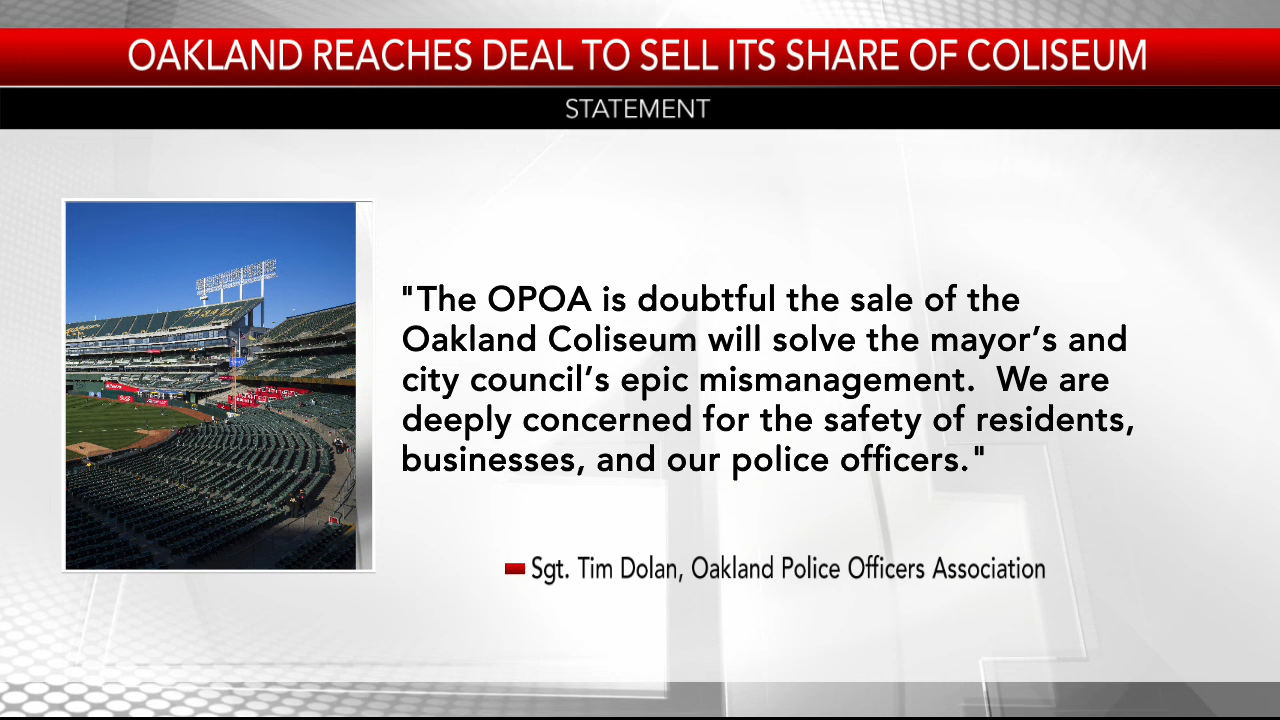 OAKLAND REACHES DEAL TO SELL ITS SHARE OF COLISEUM
STATEMENT
"The OPOA is doubtful the sale of the
Oakland Coliseum will solve the mayor’s and
city council’s epic mismanagement.  We are
deeply concerned for the safety of residents,
businesses, and our police officers."
Sgt. Tim Dolan, Oakland Police Officers Association